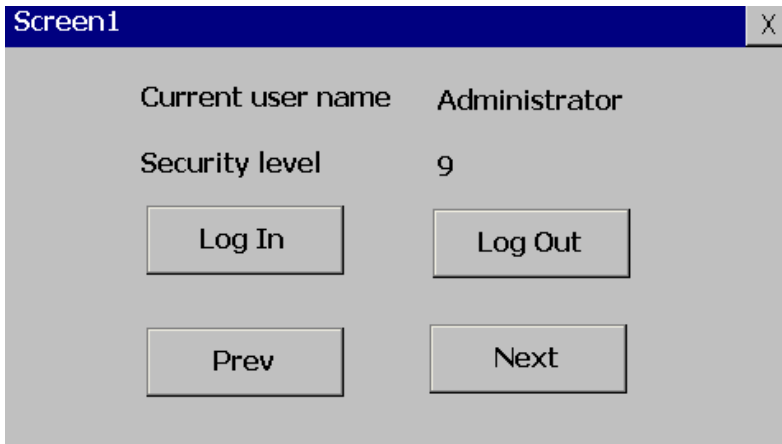 Screen1 X
Current user name Administrator
Security level 9
Log In Log Out
Prev Next